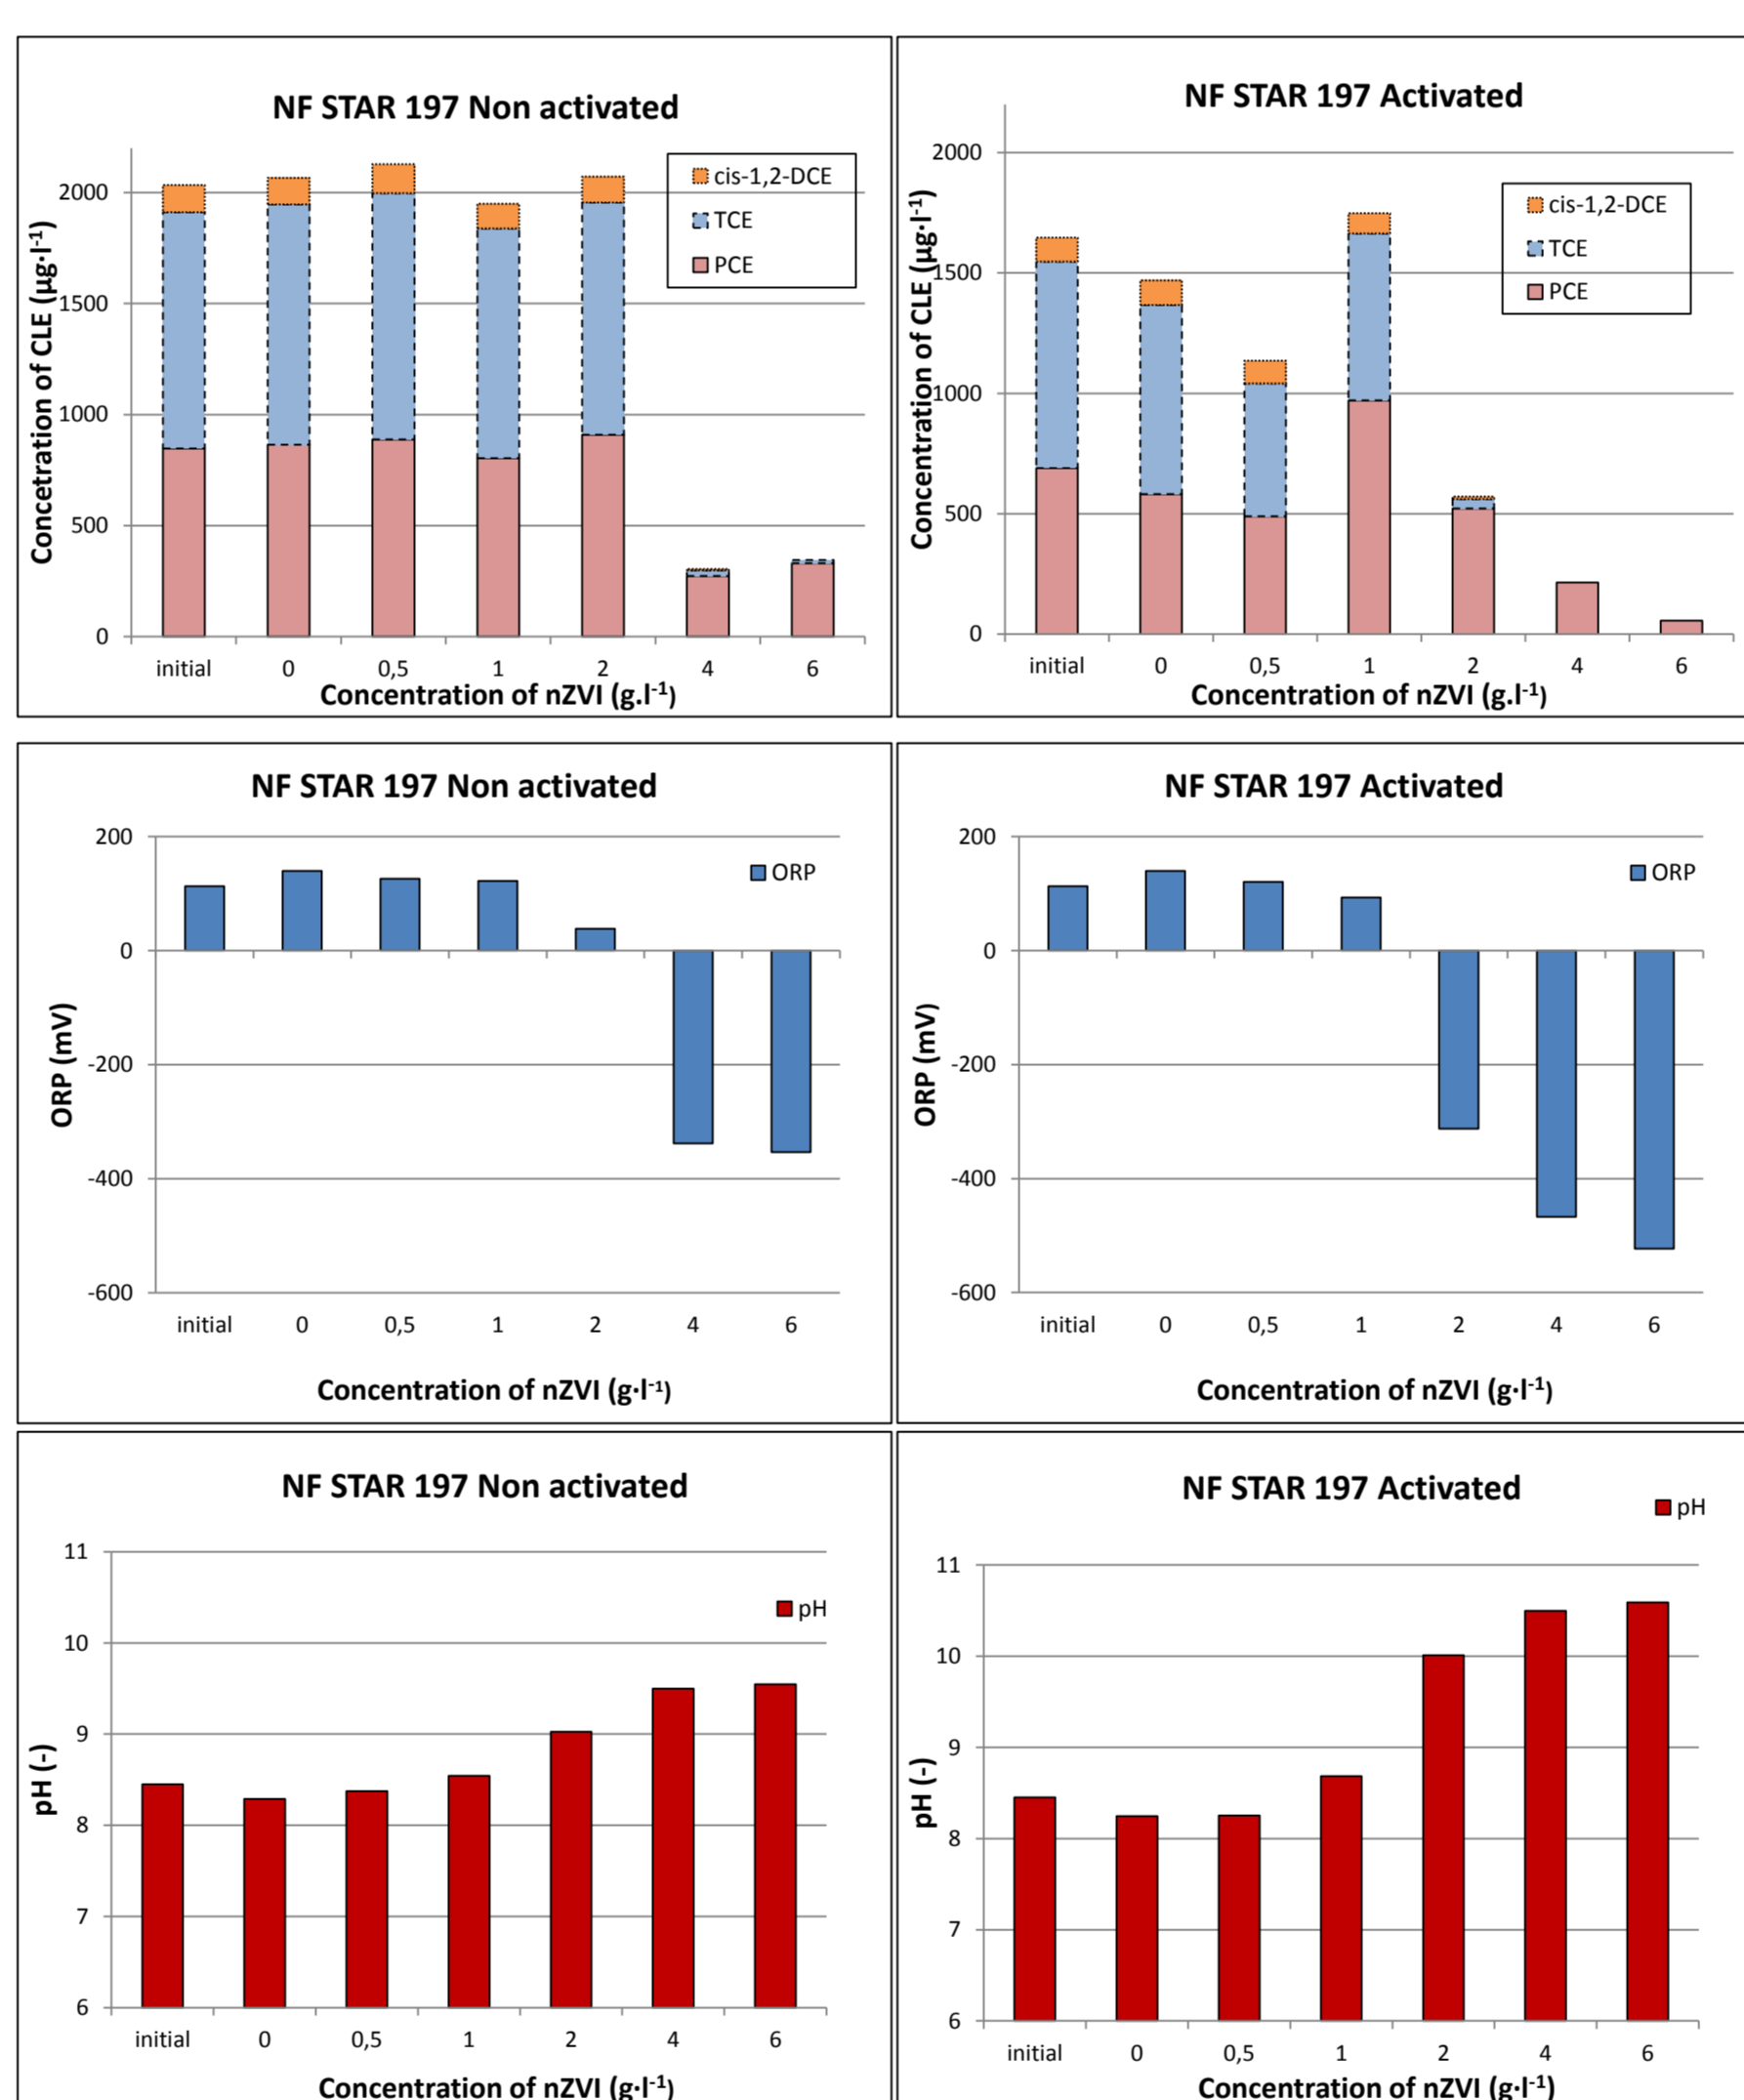 NF STAR 197 Non activated
cis-1,2-DCE
TCE
PCE
Concetration of CLE (µg·l⁻¹)
2000
1500
1000
500
0
initial 0 0,5 1 2 4 6
Concentration of nZVI (g.l⁻¹)
NF STAR 197 Activated
cis-1,2-DCE
TCE
PCE
Concentration of CLE (µg·l⁻¹)
2000
1500
1000
500
0
initial 0 0,5 1 2 4 6
Concentration of nZVI (g.l⁻¹)
NF STAR 197 Non activated
ORP
ORP (mV)
200
0
-200
-400
-600
initial 0 0,5 1 2 4 6
Concentration of nZVI (g·l⁻¹)
NF STAR 197 Activated
ORP
ORP (mV)
200
0
-200
-400
-600
initial 0 0,5 1 2 4 6
Concentration of nZVI (g·l⁻¹)
NF STAR 197 Non activated
pH
pH (-)
11
10
9
8
7
6
initial 0 0,5 1 2 4 6
Concentration of nZVI (g·l⁻¹)
NF STAR 197 Activated
pH
pH (-)
11
10
9
8
7
6
initial 0 0,5 1 2 4 6
Concentration of nZVI (g·l⁻¹)